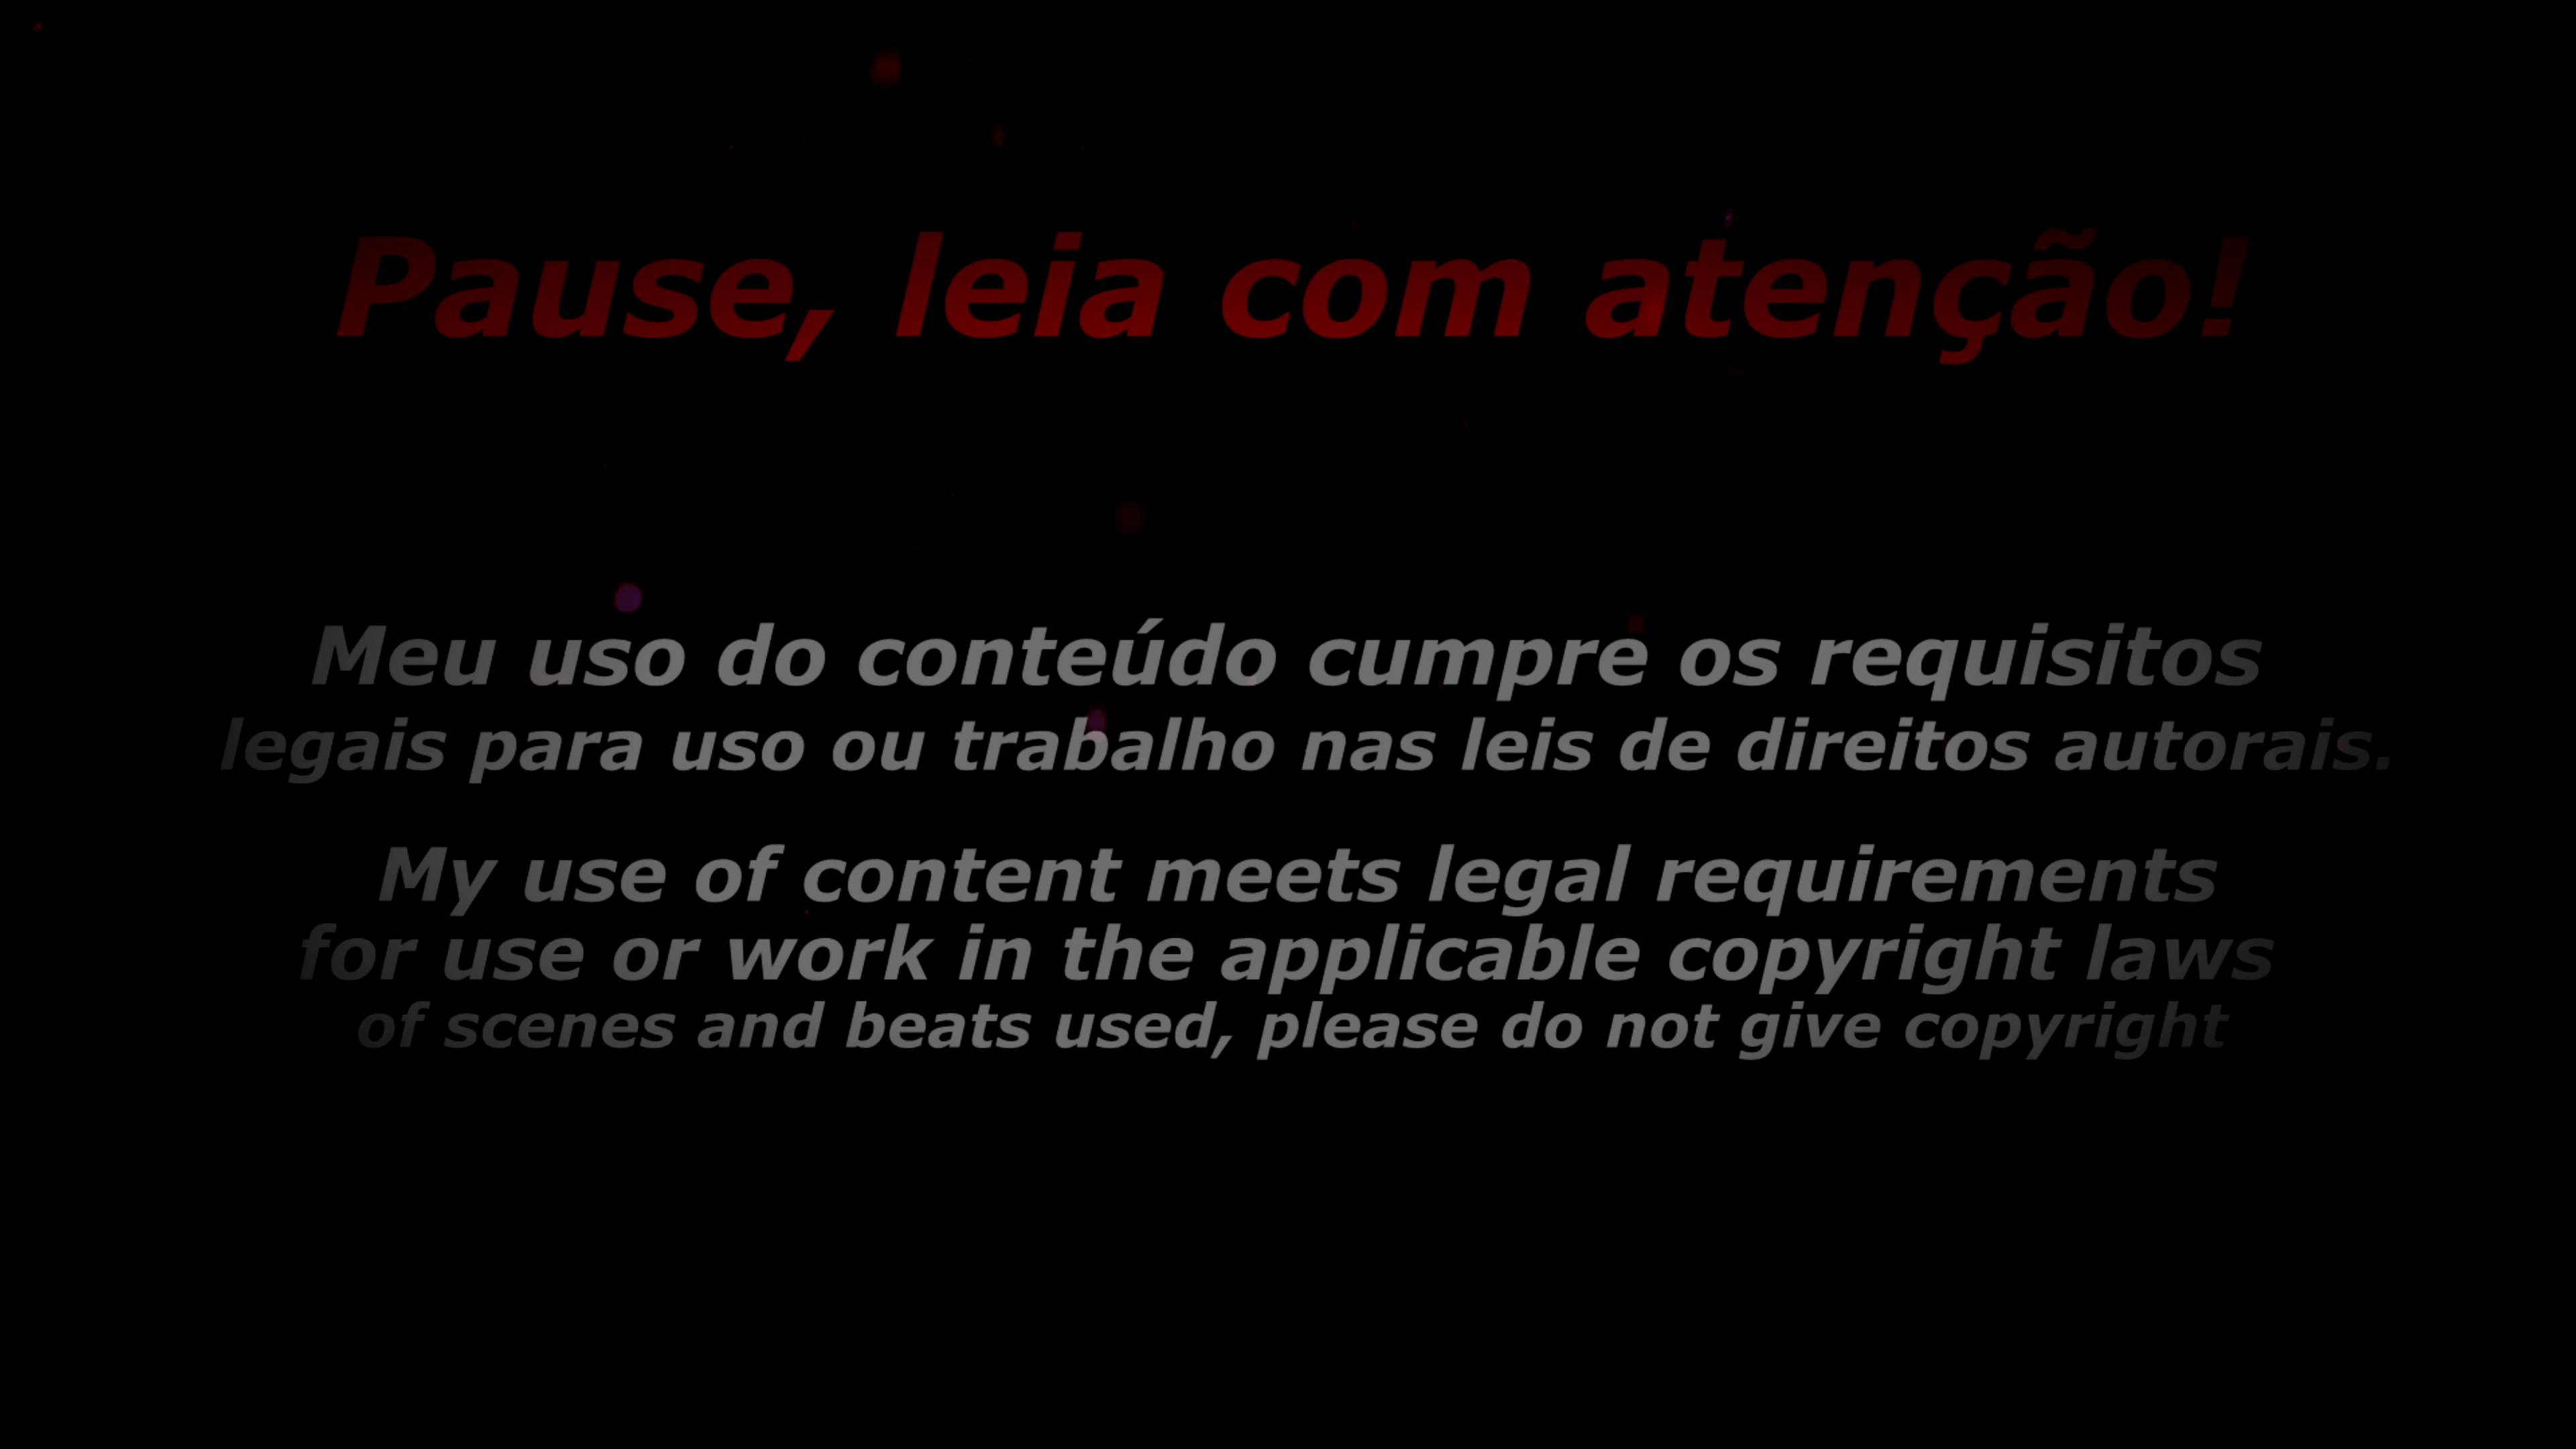 Pause, leia com atenção!
Meu uso do conteúdo cumpre os requisitos
legais para uso ou trabalho nas leis de direitos autorais.
My use of content meets legal requirements
for use or work in the applicable copyright laws
of scenes and beats used, please do not give copyright